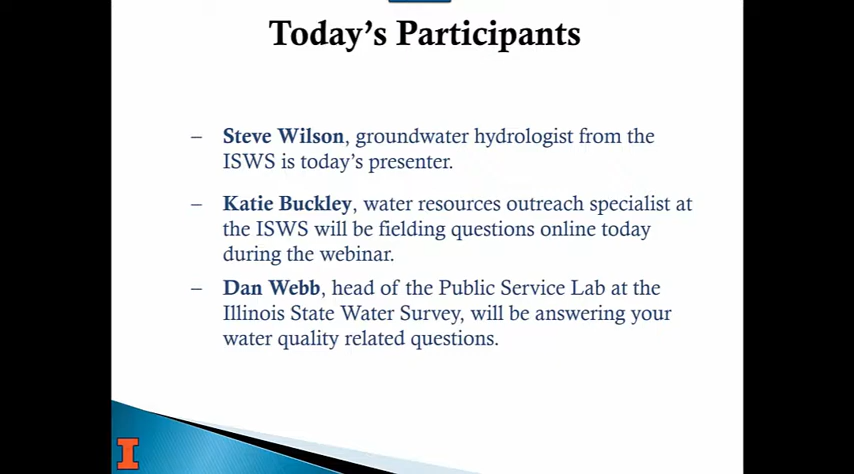 Today's Participants
– Steve Wilson, groundwater hydrologist from the
ISWS is today's presenter.
– Katie Buckley, water resources outreach specialist at
the ISWS will be fielding questions online today
during the webinar.
– Dan Webb, head of the Public Service Lab at the
Illinois State Water Survey, will be answering your
water quality related questions.
I